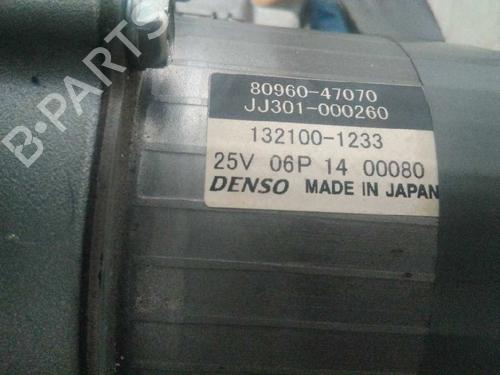 80960-47070
JJ301-000260
132100-1233
25V 06P 14 00080
DENSO MADE IN JAPAN
B-Parts